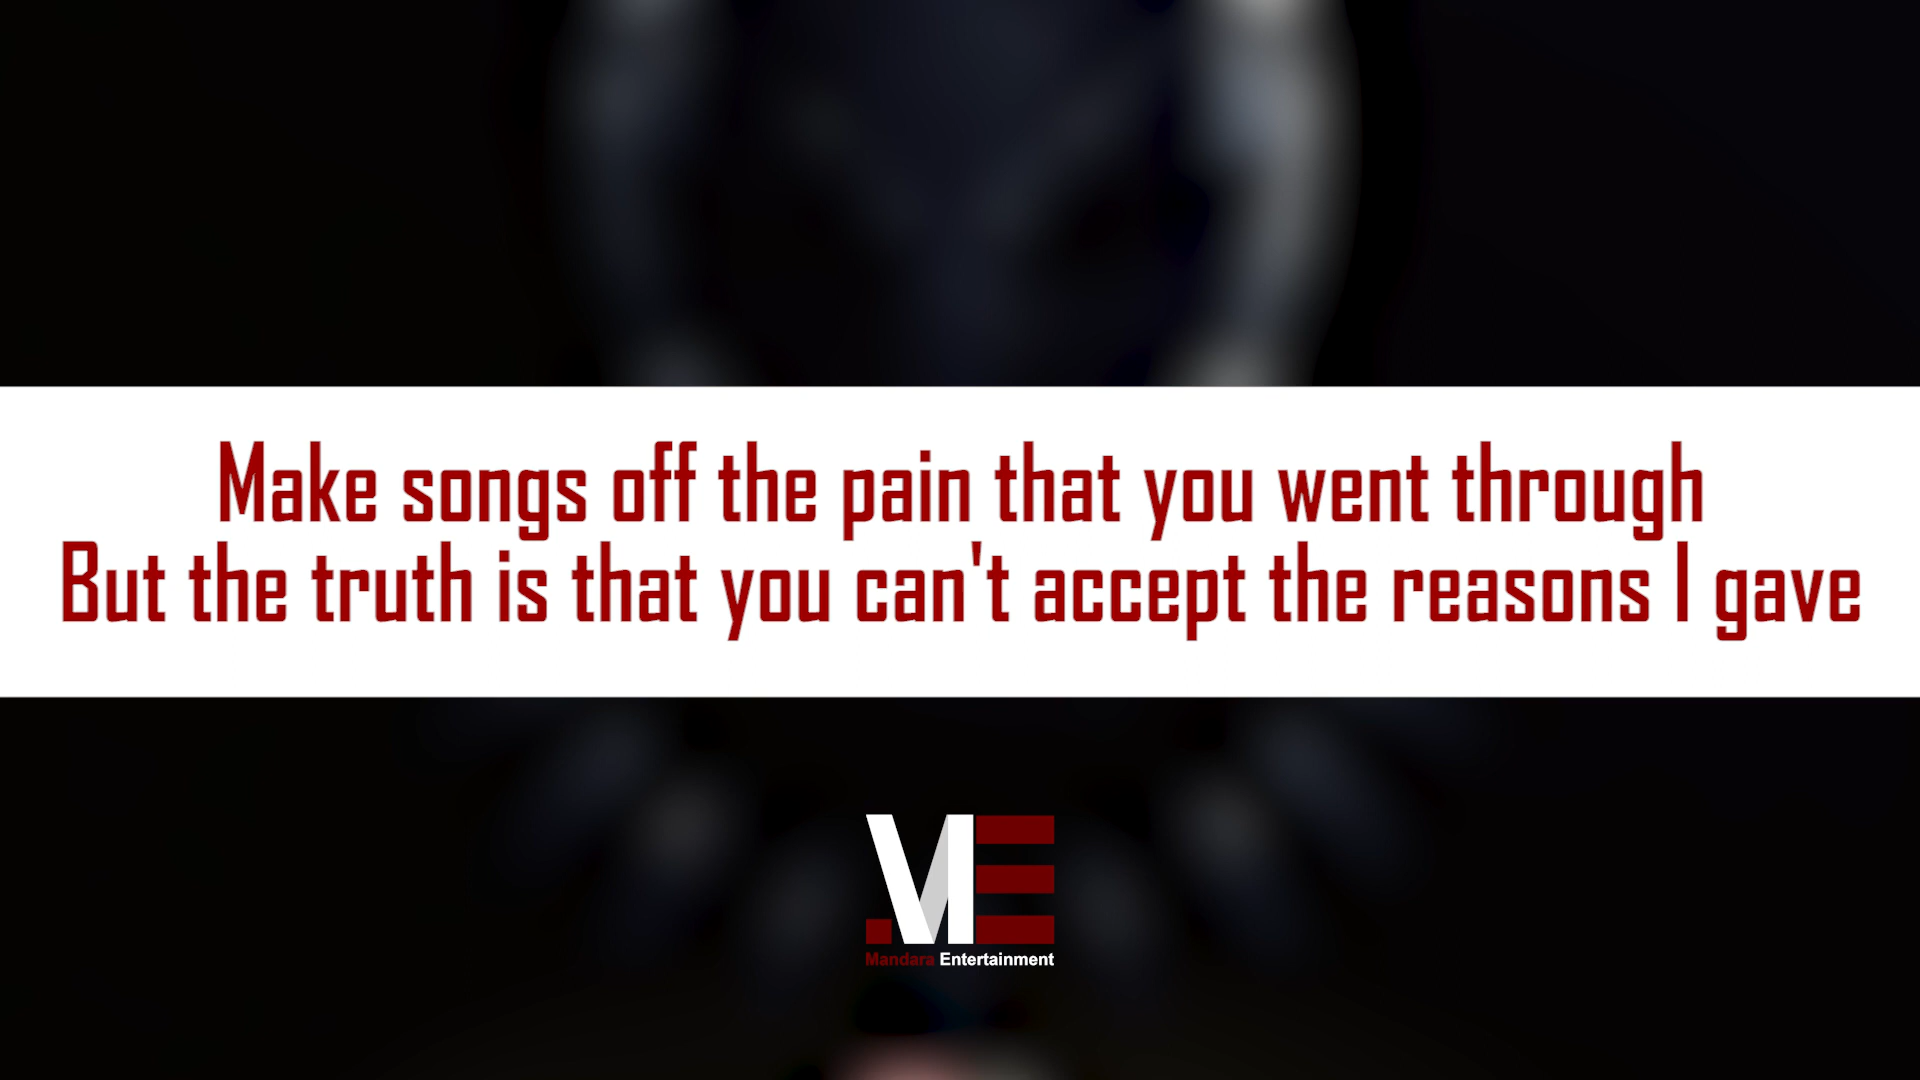 Make songs off the pain that you went through
But the truth is that you can't accept the reasons I gave
ME
Mandara Entertainment